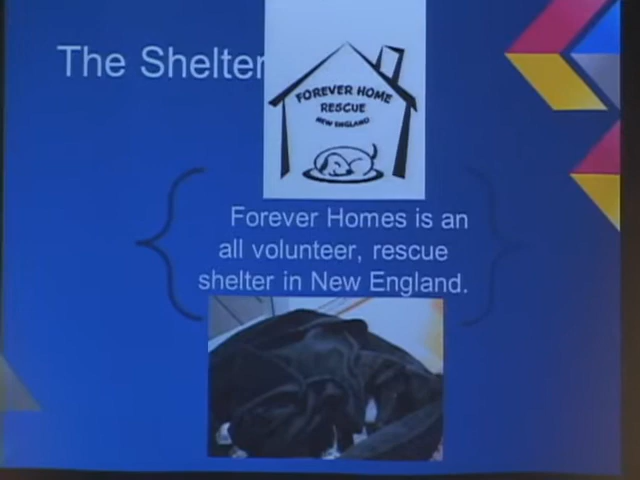 The Shelter
FOREVER HOME
RESCUE
NEW ENGLAND
Forever Homes is an
all volunteer, rescue
shelter in New England.